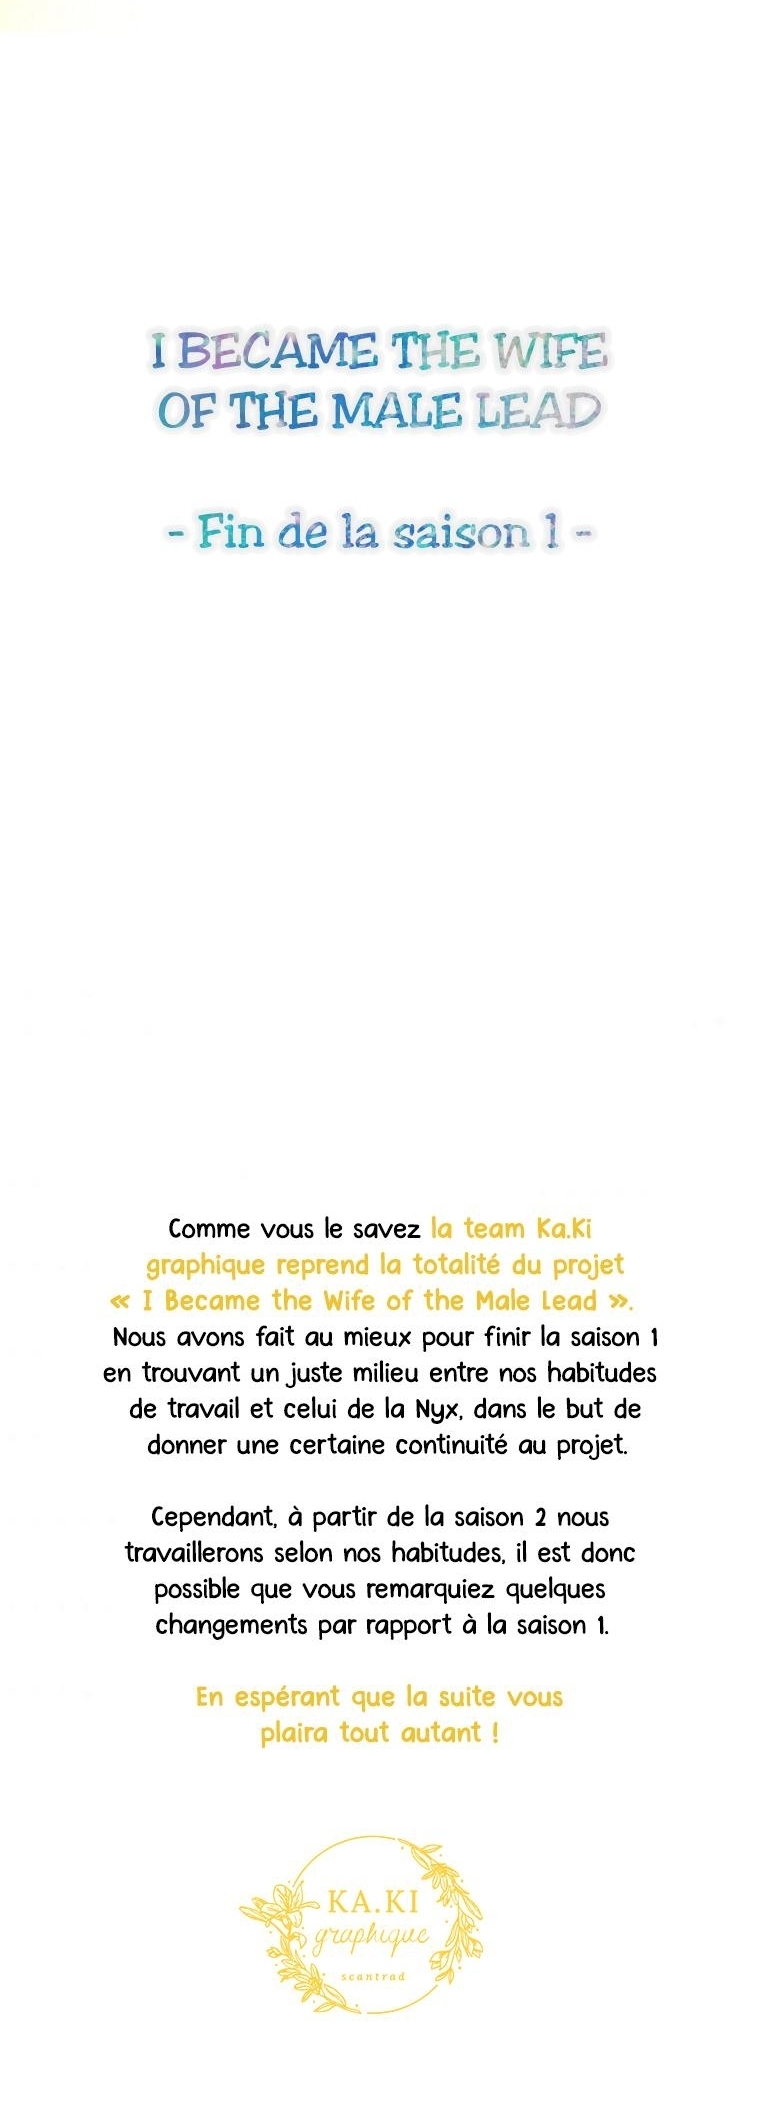 I BECAME THE WIFE
OF THE MALE LEAD
- Fin de la saison 1 -
Comme vous le savez la team Ka.Ki
graphique reprend la totalité du projet
« I Became the Wife of the Male Lead ».
Nous avons fait au mieux pour finir la saison 1
en trouvant un juste milieu entre nos habitudes
de travail et celui de la Nyx, dans le but de
donner une certaine continuité au projet.
Cependant, à partir de la saison 2 nous
travaillerons selon nos habitudes, il est donc
possible que vous remarquiez quelques
changements par rapport à la saison 1.
En espérant que la suite vous
plaira tout autant !
KA.KI
graphique
scantrad